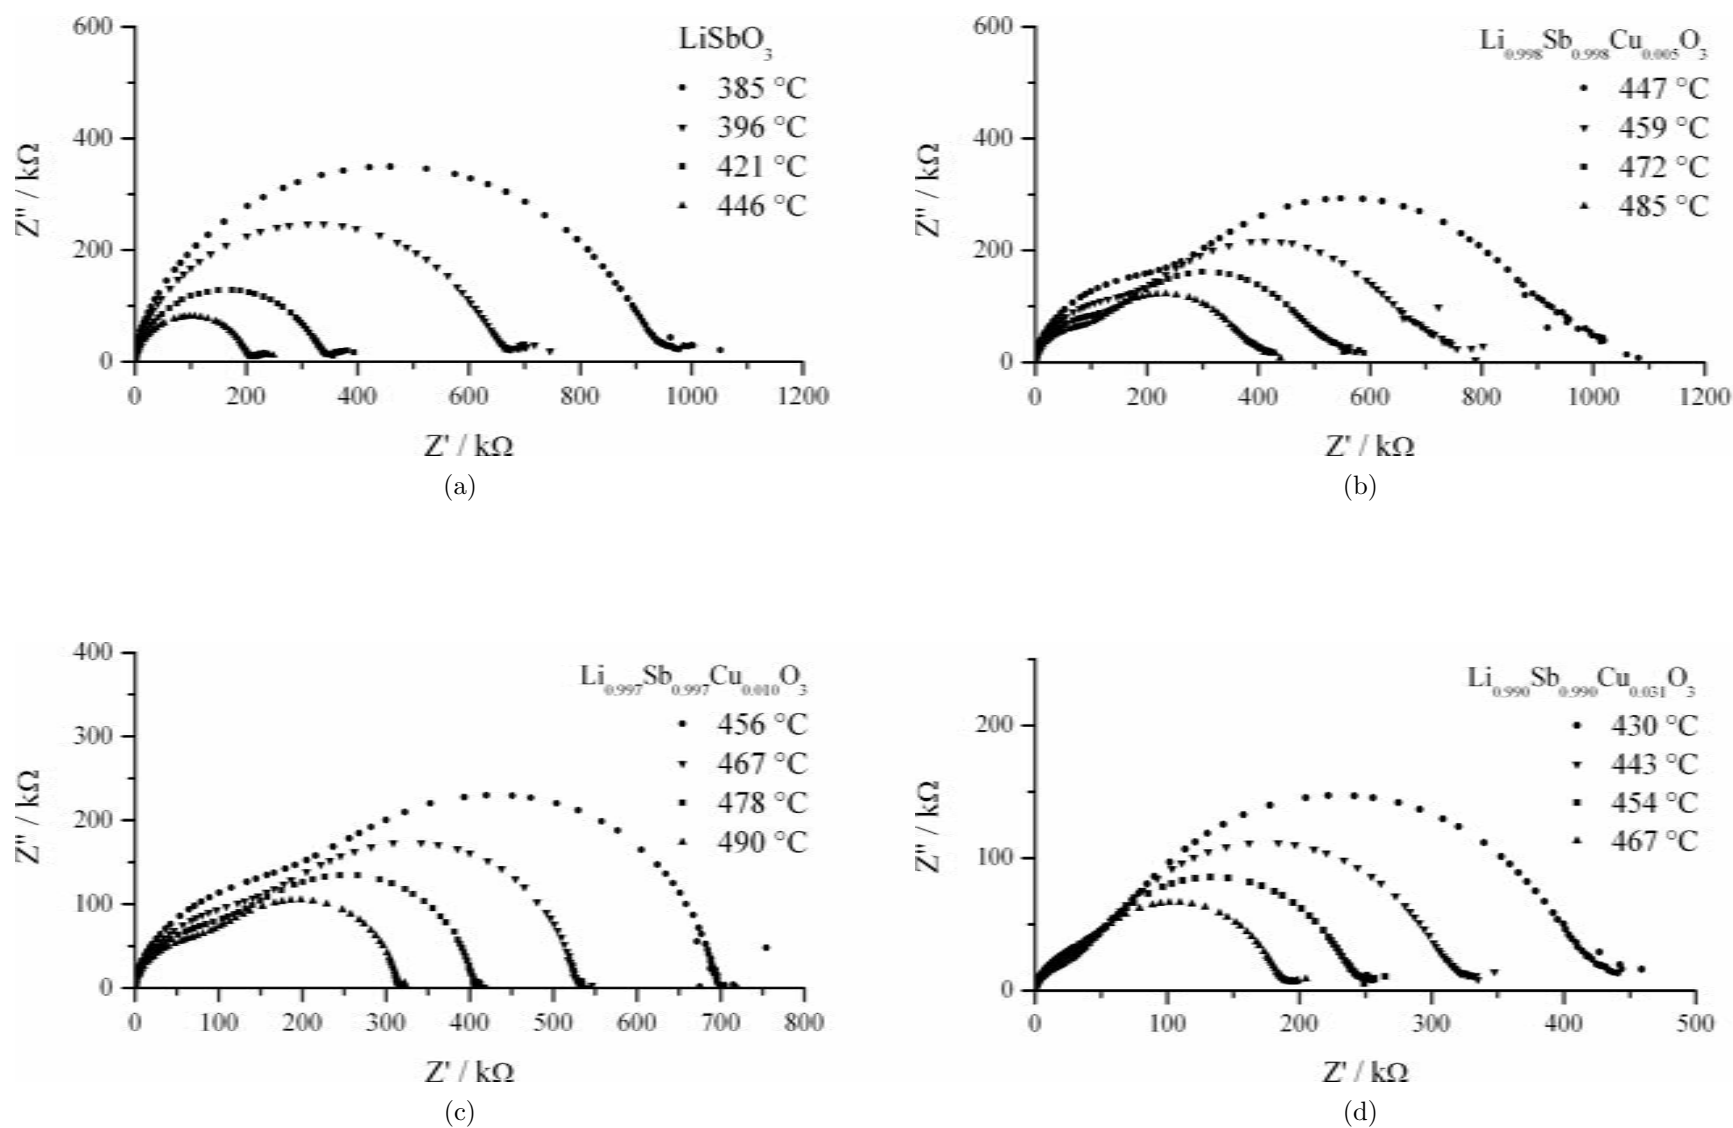 600
400
200
0
0 200 400 600 800 1000 1200
Z'' / kΩ
Z' / kΩ
LiSbO3
385 °C
396 °C
421 °C
446 °C
(a)
600
400
200
0
0 200 400 600 800 1000 1200
Z'' / kΩ
Z' / kΩ
Li0.998Sb0.998Cu0.005O3
447 °C
459 °C
472 °C
485 °C
(b)
400
300
200
100
0
0 100 200 300 400 500 600 700 800
Z'' / kΩ
Z' / kΩ
Li0.997Sb0.997Cu0.010O3
456 °C
467 °C
478 °C
490 °C
(c)
200
100
0
0 100 200 300 400 500
Z'' / kΩ
Z' / kΩ
Li0.990Sb0.990Cu0.031O3
430 °C
443 °C
454 °C
467 °C
(d)